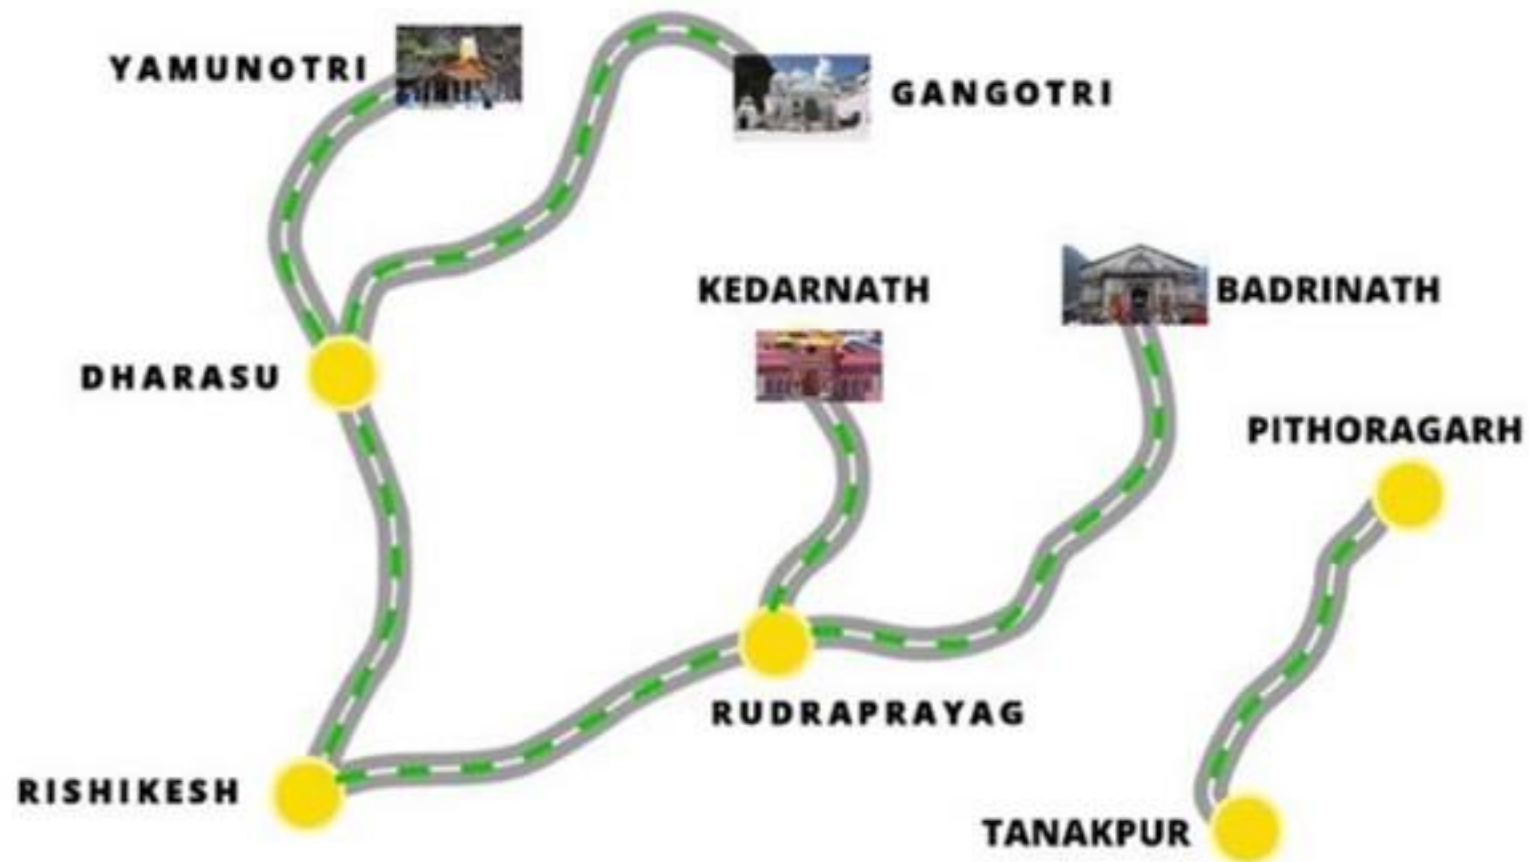 YAMUNOTRI
GANGOTRI
KEDARNATH
BADRINATH
DHARASU
PITHORAGARH
RUDRAPRAYAG
RISHIKESH
TANAKPUR